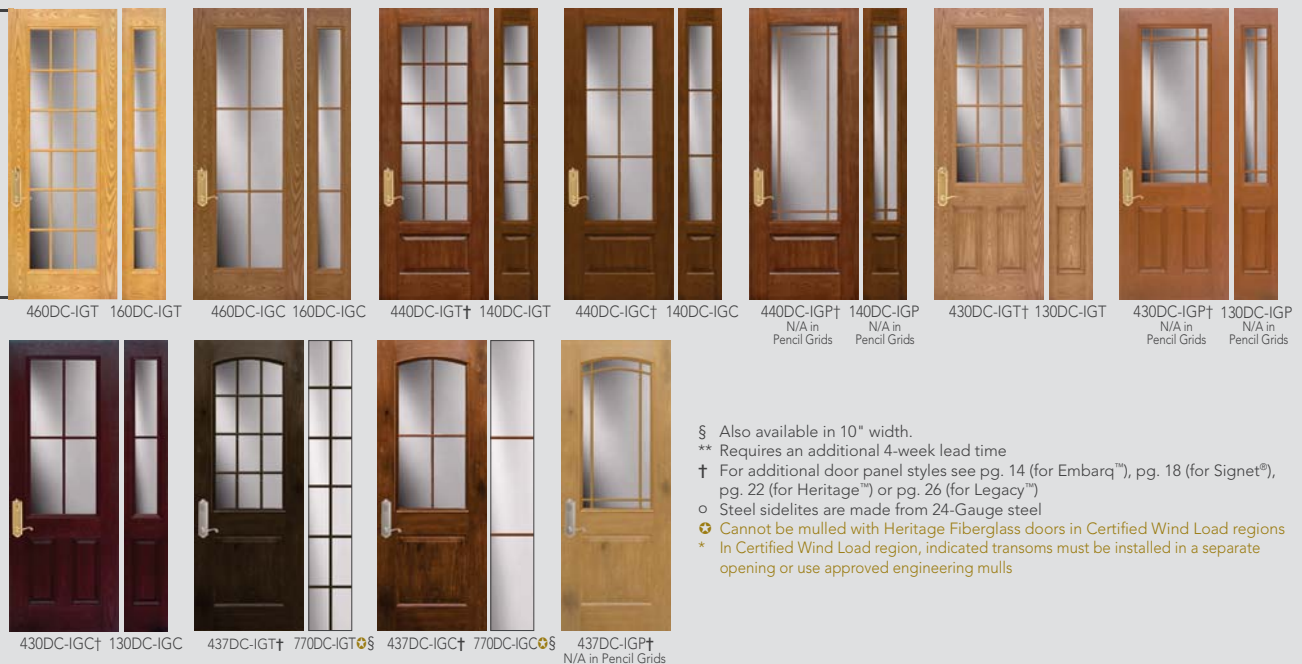 460DC-IGT 160DC-IGT 460DC-IGC 160DC-IGC 440DC-IGT† 140DC-IGT 440DC-IGC† 140DC-IGC 440DC-IGP† 140DC-IGP 430DC-IGT† 130DC-IGT 430DC-IGP† 130DC-IGP
N/A in N/A in N/A in N/A in
Pencil Grids Pencil Grids Pencil Grids Pencil Grids
§ Also available in 10" width.
** Requires an additional 4-week lead time
† For additional door panel styles see pg. 14 (for Embarq™), pg. 18 (for Signet®),
pg. 22 (for Heritage™) or pg. 26 (for Legacy™)
o Steel sidelites are made from 24-Gauge steel
✪ Cannot be mulled with Heritage Fiberglass doors in Certified Wind Load regions
* In Certified Wind Load region, indicated transoms must be installed in a separate
opening or use approved engineering mulls
430DC-IGC† 130DC-IGC 437DC-IGT† 770DC-IGT✪§ 437DC-IGC† 770DC-IGC✪§ 437DC-IGP†
N/A in Pencil Grids